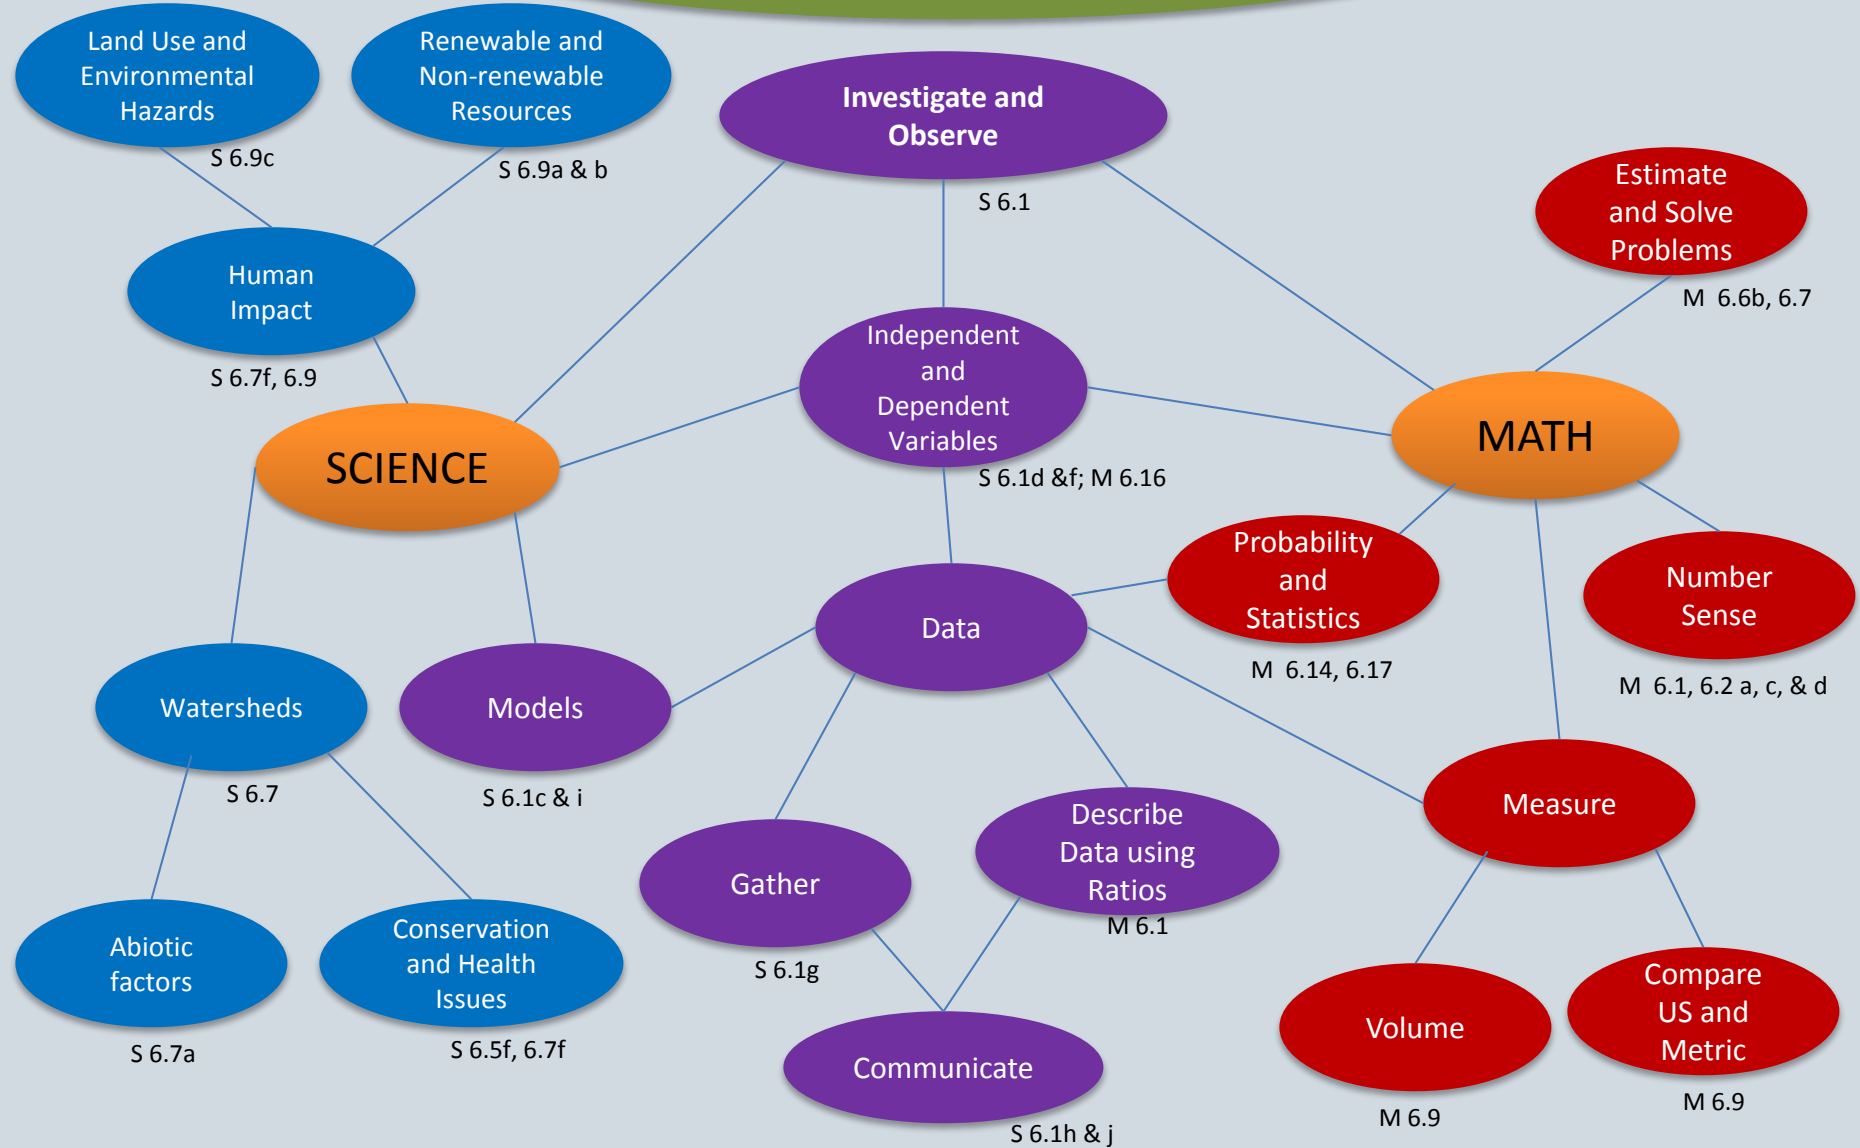 Land Use and
Environmental
Hazards
S 6.9c
Renewable and
Non-renewable
Resources
S 6.9a & b
Investigate and
Observe
S 6.1
Estimate
and Solve
Problems
M  6.6b, 6.7
Human
Impact
S 6.7f, 6.9
Independent
and
Dependent
Variables
S 6.1d &f; M 6.16
SCIENCE
MATH
Probability
and
Statistics
M  6.14, 6.17
Number
Sense
M  6.1, 6.2 a, c, & d
Data
Watersheds
S 6.7
Models
S 6.1c & i
Measure
Describe
Data using
Ratios
M 6.1
Gather
S 6.1g
Abiotic
factors
S 6.7a
Conservation
and Health
Issues
S 6.5f, 6.7f
Communicate
S 6.1h & j
Volume
M 6.9
Compare
US and
Metric
M 6.9